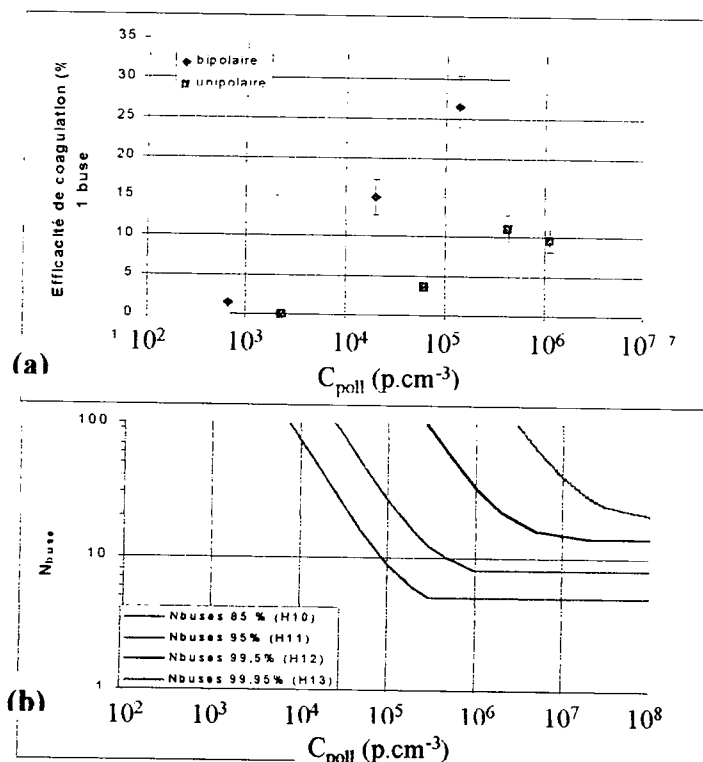 35
30
25
20
15
10
5
0
Efficacité de coagulation (%
1 buse
bipolaire
unipolaire
1 10² 10³ 10⁴ 10⁵ 10⁶ 10⁷ ⁷
(a)
C_poll (p.cm⁻³)
100
10
1
N_buse
Nbuses 85 % (H10)
Nbuses 95% (H11)
Nbuses 99,5% (H12)
Nbuses 99,95% (H13)
(b)
10² 10³ 10⁴ 10⁵ 10⁶ 10⁷ 10⁸
C_poll (p.cm⁻³)